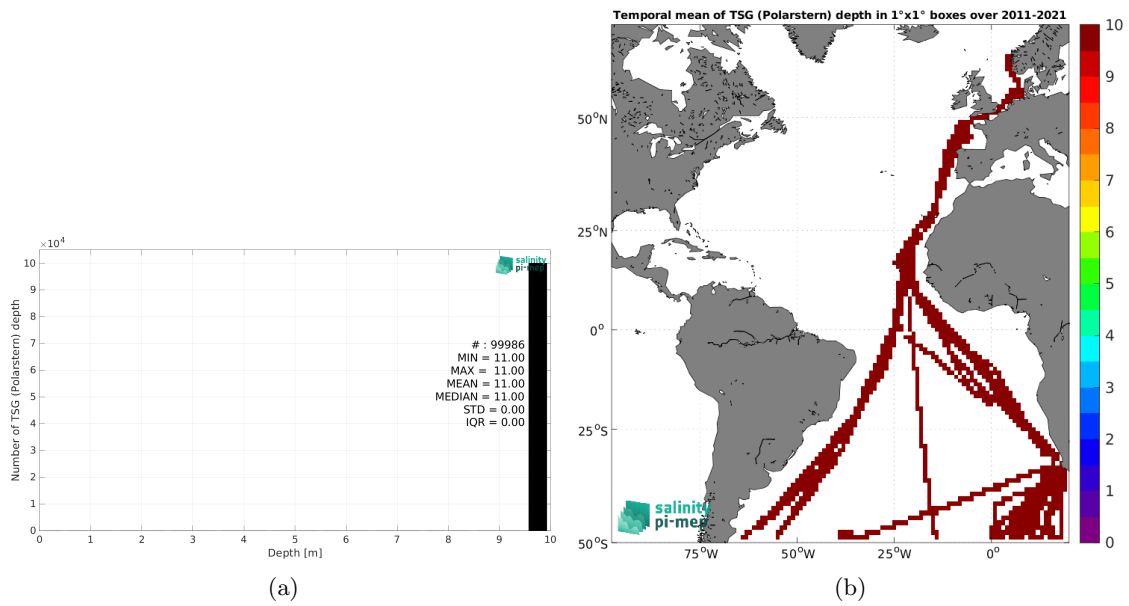 Temporal mean of TSG (Polarstern) depth in 1°x1° boxes over 2011-2021
×10⁴
10
9
8
7
6
5
4
3
2
1
0
Number of TSG (Polarstern) depth
salinity
pi-mep
# : 99986
MIN = 11.00
MAX = 11.00
MEAN = 11.00
MEDIAN = 11.00
STD = 0.00
IQR = 0.00
0 1 2 3 4 5 6 7 8 9 10
Depth [m]
(a)
50°N
25°N
0°
25°S
50°S
75°W 50°W 25°W 0°
salinity
pi-mep
10
9
8
7
6
5
4
3
2
1
0
(b)